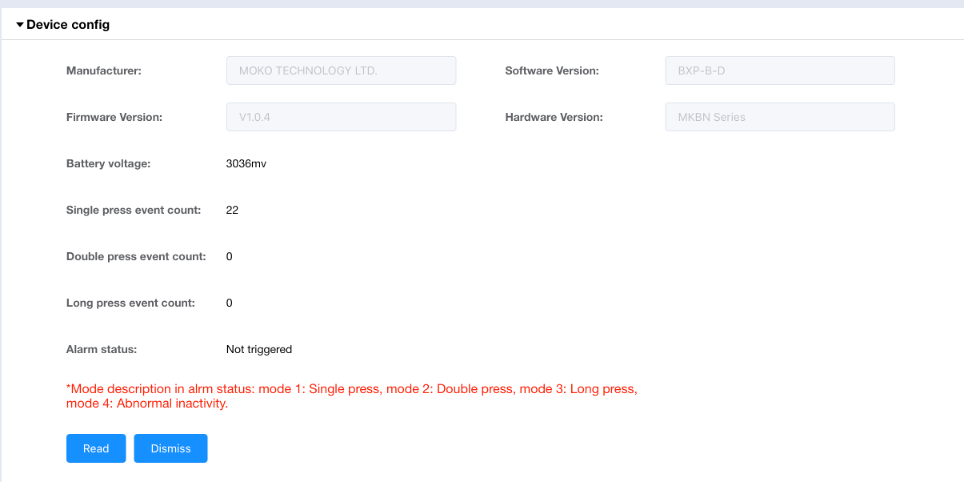 Device config
Manufacturer: MOKO TECHNOLOGY LTD. Software Version: BXP-B-D
Firmware Version: V1.0.4 Hardware Version: MKBN Series
Battery voltage: 3036mv
Single press event count: 22
Double press event count: 0
Long press event count: 0
Alarm status: Not triggered
*Mode description in alrm status: mode 1: Single press, mode 2: Double press, mode 3: Long press,
mode 4: Abnormal inactivity.
Read Dismiss